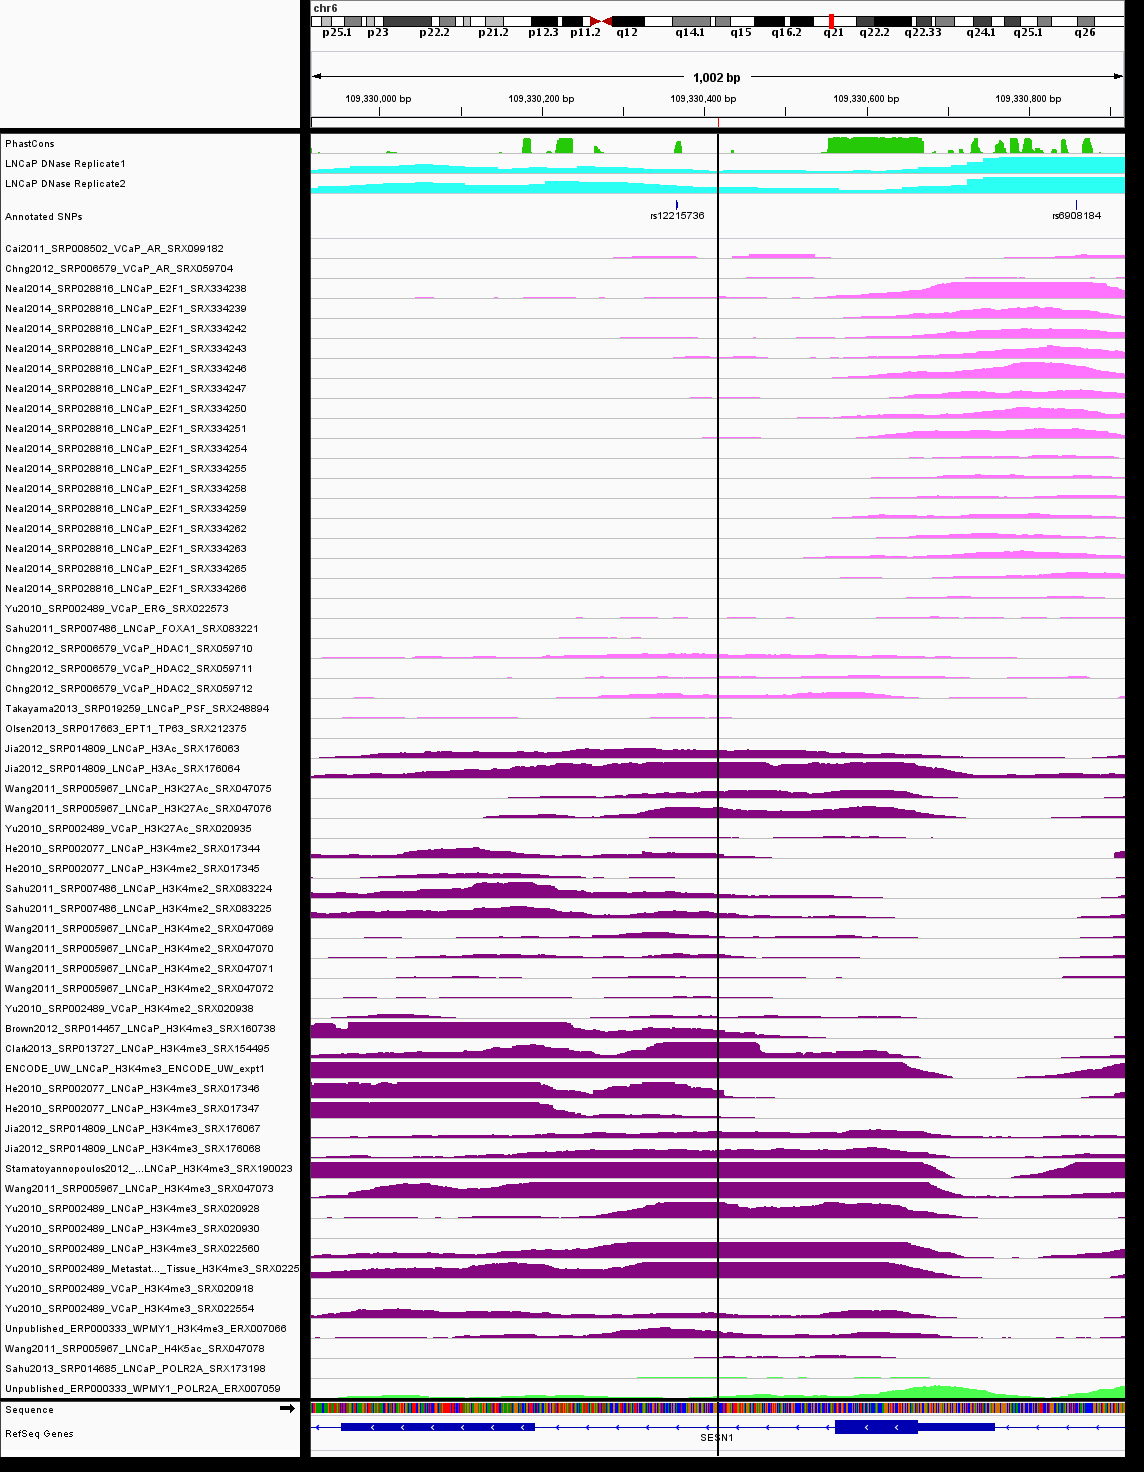 chr6
p25.1 p23 p22.2 p21.2 p12.3 p11.2 q12 q14.1 q15 q16.2 q21 q22.2 q22.33 q24.1 q25.1 q26
1,002 bp
109,330,000 bp 109,330,200 bp 109,330,400 bp 109,330,600 bp 109,330,800 bp
PhastCons
LNCaP DNase Replicate1
LNCaP DNase Replicate2
Annotated SNPs
rs12215736 rs6908184
Cai2011_SRP008502_VCaP_AR_SRX099182
Chng2012_SRP006579_VCaP_AR_SRX059704
Neal2014_SRP028816_LNCaP_E2F1_SRX334238
Neal2014_SRP028816_LNCaP_E2F1_SRX334239
Neal2014_SRP028816_LNCaP_E2F1_SRX334242
Neal2014_SRP028816_LNCaP_E2F1_SRX334243
Neal2014_SRP028816_LNCaP_E2F1_SRX334246
Neal2014_SRP028816_LNCaP_E2F1_SRX334247
Neal2014_SRP028816_LNCaP_E2F1_SRX334250
Neal2014_SRP028816_LNCaP_E2F1_SRX334251
Neal2014_SRP028816_LNCaP_E2F1_SRX334254
Neal2014_SRP028816_LNCaP_E2F1_SRX334255
Neal2014_SRP028816_LNCaP_E2F1_SRX334258
Neal2014_SRP028816_LNCaP_E2F1_SRX334259
Neal2014_SRP028816_LNCaP_E2F1_SRX334262
Neal2014_SRP028816_LNCaP_E2F1_SRX334263
Neal2014_SRP028816_LNCaP_E2F1_SRX334265
Neal2014_SRP028816_LNCaP_E2F1_SRX334266
Yu2010_SRP002489_VCaP_ERG_SRX022573
Sahu2011_SRP007486_LNCaP_FOXA1_SRX083221
Chng2012_SRP006579_VCaP_HDAC1_SRX059710
Chng2012_SRP006579_VCaP_HDAC2_SRX059711
Chng2012_SRP006579_VCaP_HDAC2_SRX059712
Takayama2013_SRP019259_LNCaP_PSF_SRX248894
Olsen2013_SRP017663_EPT1_TP63_SRX212375
Jia2012_SRP014809_LNCaP_H3Ac_SRX176063
Jia2012_SRP014809_LNCaP_H3Ac_SRX176064
Wang2011_SRP005967_LNCaP_H3K27Ac_SRX047075
Wang2011_SRP005967_LNCaP_H3K27Ac_SRX047076
Yu2010_SRP002489_VCaP_H3K27Ac_SRX020935
He2010_SRP002077_LNCaP_H3K4me2_SRX017344
He2010_SRP002077_LNCaP_H3K4me2_SRX017345
Sahu2011_SRP007486_LNCaP_H3K4me2_SRX083224
Sahu2011_SRP007486_LNCaP_H3K4me2_SRX083225
Wang2011_SRP005967_LNCaP_H3K4me2_SRX047069
Wang2011_SRP005967_LNCaP_H3K4me2_SRX047070
Wang2011_SRP005967_LNCaP_H3K4me2_SRX047071
Wang2011_SRP005967_LNCaP_H3K4me2_SRX047072
Yu2010_SRP002489_VCaP_H3K4me2_SRX020938
Brown2012_SRP014457_LNCaP_H3K4me3_SRX160738
Clark2013_SRP013727_LNCaP_H3K4me3_SRX154495
ENCODE_UW_LNCaP_H3K4me3_ENCODE_UW_expt1
He2010_SRP002077_LNCaP_H3K4me3_SRX017346
He2010_SRP002077_LNCaP_H3K4me3_SRX017347
Jia2012_SRP014809_LNCaP_H3K4me3_SRX176067
Jia2012_SRP014809_LNCaP_H3K4me3_SRX176068
Stamatoyannopoulos2012_...LNCaP_H3K4me3_SRX190023
Wang2011_SRP005967_LNCaP_H3K4me3_SRX047073
Yu2010_SRP002489_LNCaP_H3K4me3_SRX020928
Yu2010_SRP002489_LNCaP_H3K4me3_SRX020930
Yu2010_SRP002489_LNCaP_H3K4me3_SRX022560
Yu2010_SRP002489_Metastat..._Tissue_H3K4me3_SRX0225
Yu2010_SRP002489_VCaP_H3K4me3_SRX020918
Yu2010_SRP002489_VCaP_H3K4me3_SRX022554
Unpublished_ERP000333_WPMY1_H3K4me3_ERX007066
Wang2011_SRP005967_LNCaP_H4K5ac_SRX047078
Sahu2013_SRP014685_LNCaP_POLR2A_SRX173198
Unpublished_ERP000333_WPMY1_POLR2A_ERX007059
Sequence
RefSeq Genes
SESN1